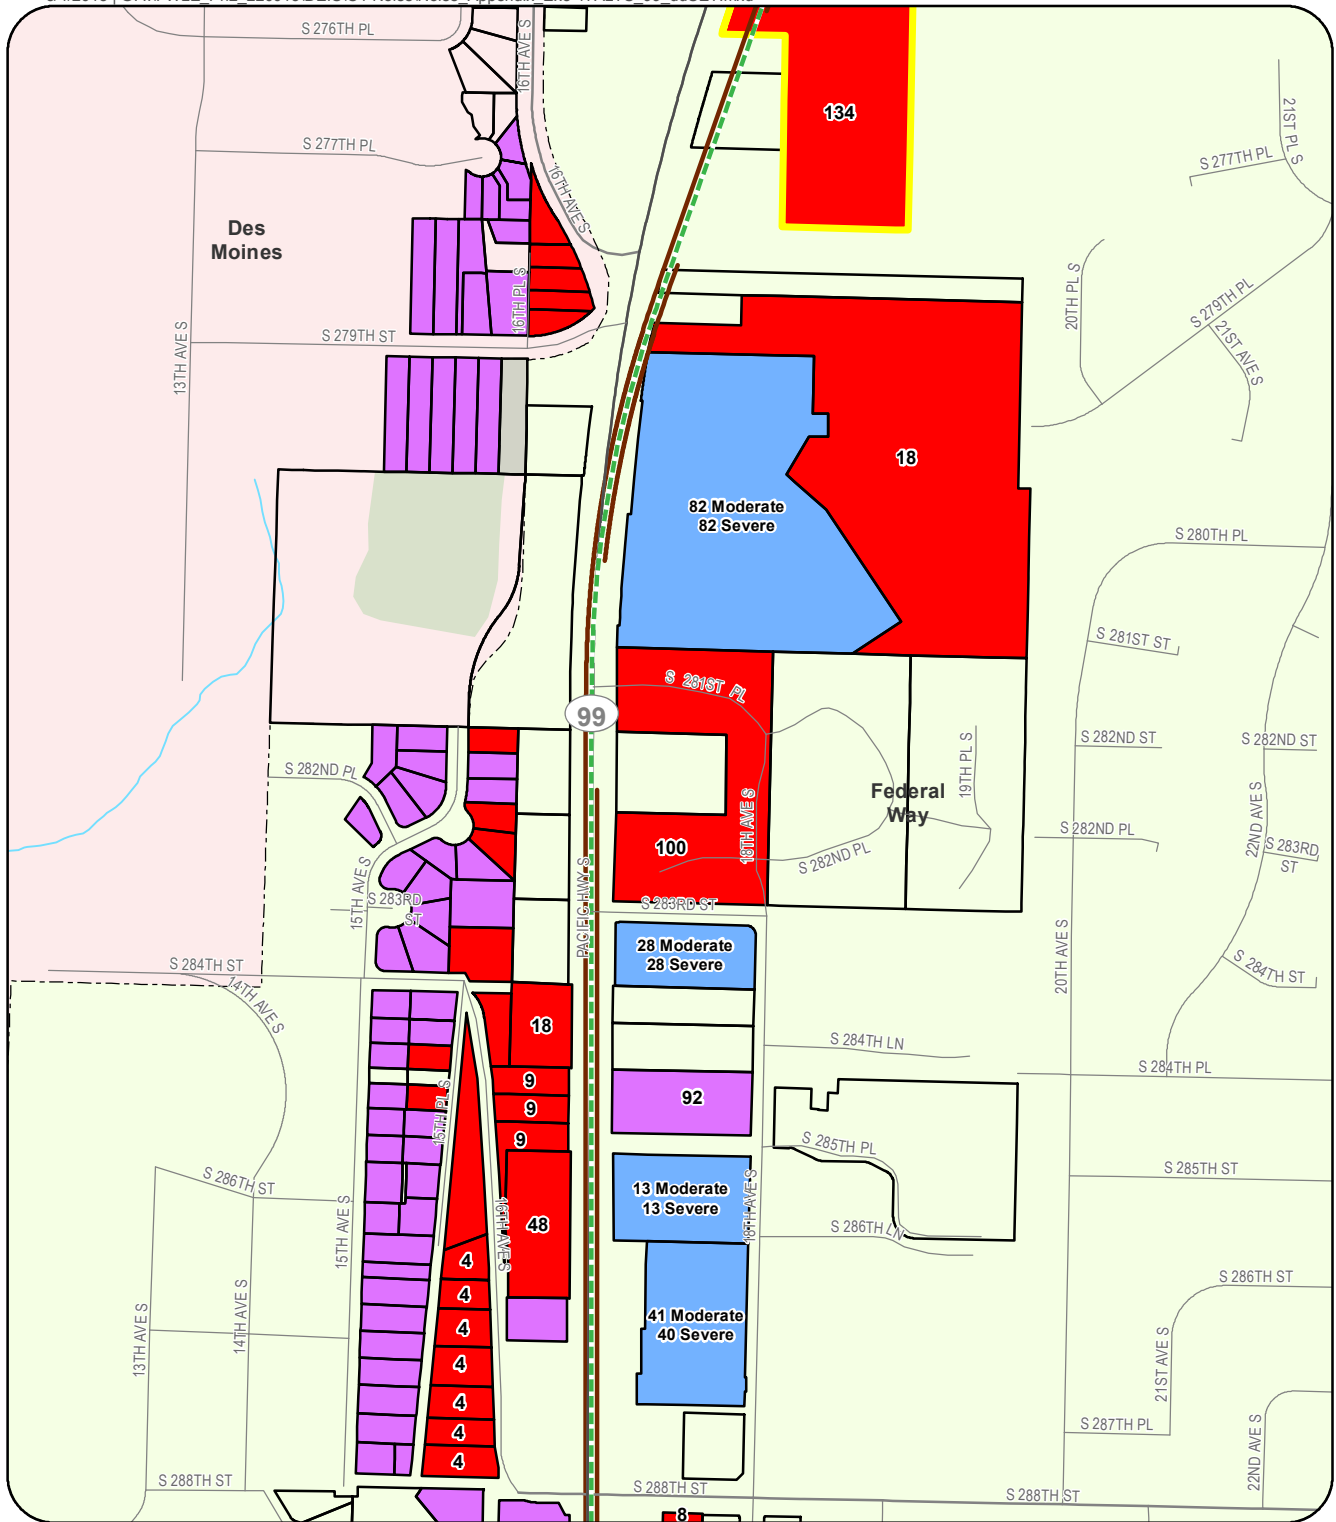 S 276TH PL
16TH AVE S
134
21ST PL S
S 277TH PL
S 277TH PL
16TH AVE S
Des
Moines
20TH PL S
S 279TH PL
16TH PL S
S 279TH ST
13TH AVE S
21ST AVE S
18
82 Moderate
82 Severe
S 280TH PL
S 281ST ST
S 281ST PL
99
S 282ND ST
S 282ND ST
S 282ND PL
19TH PL S
Federal
Way
18TH AVE S
22ND AVE S
S 282ND PL
100
S 282ND PL
S 283RD
ST
15TH AVE S
PACIFIC HWY S
S 283RD
ST
S 283RD ST
28 Moderate
28 Severe
20TH AVE S
S 284TH ST
S 284TH ST
14TH AVE S
18
S 284TH LN
S 284TH PL
9
92
9
15TH PL S
9
S 285TH PL
S 285TH ST
S 286TH ST
13 Moderate
13 Severe
18TH AVE S
15TH AVE S
16TH AVE S
48
S 286TH LN
4
S 286TH ST
4
14TH AVE S
13TH AVE S
41 Moderate
40 Severe
4
4
21ST AVE S
4
S 287TH PL
4
22ND AVE S
4
S 288TH ST
S 288TH ST
S 288TH ST
8